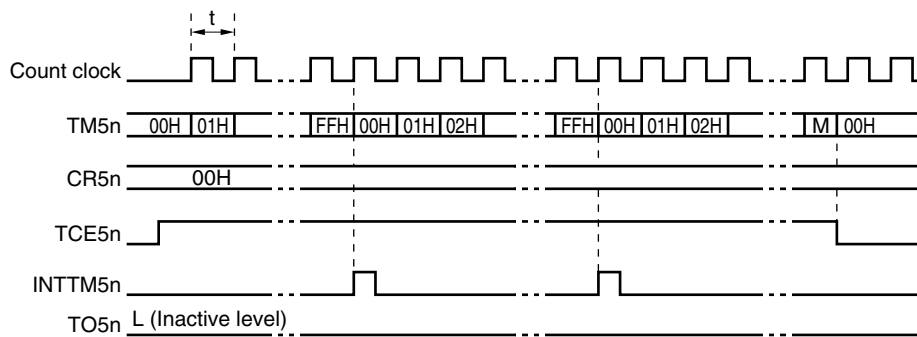 t
Count clock
TM5n 00H 01H FFH 00H 01H 02H FFH 00H 01H 02H M 00H
CR5n 00H
TCE5n
INTTM5n
TO5n L (Inactive level)